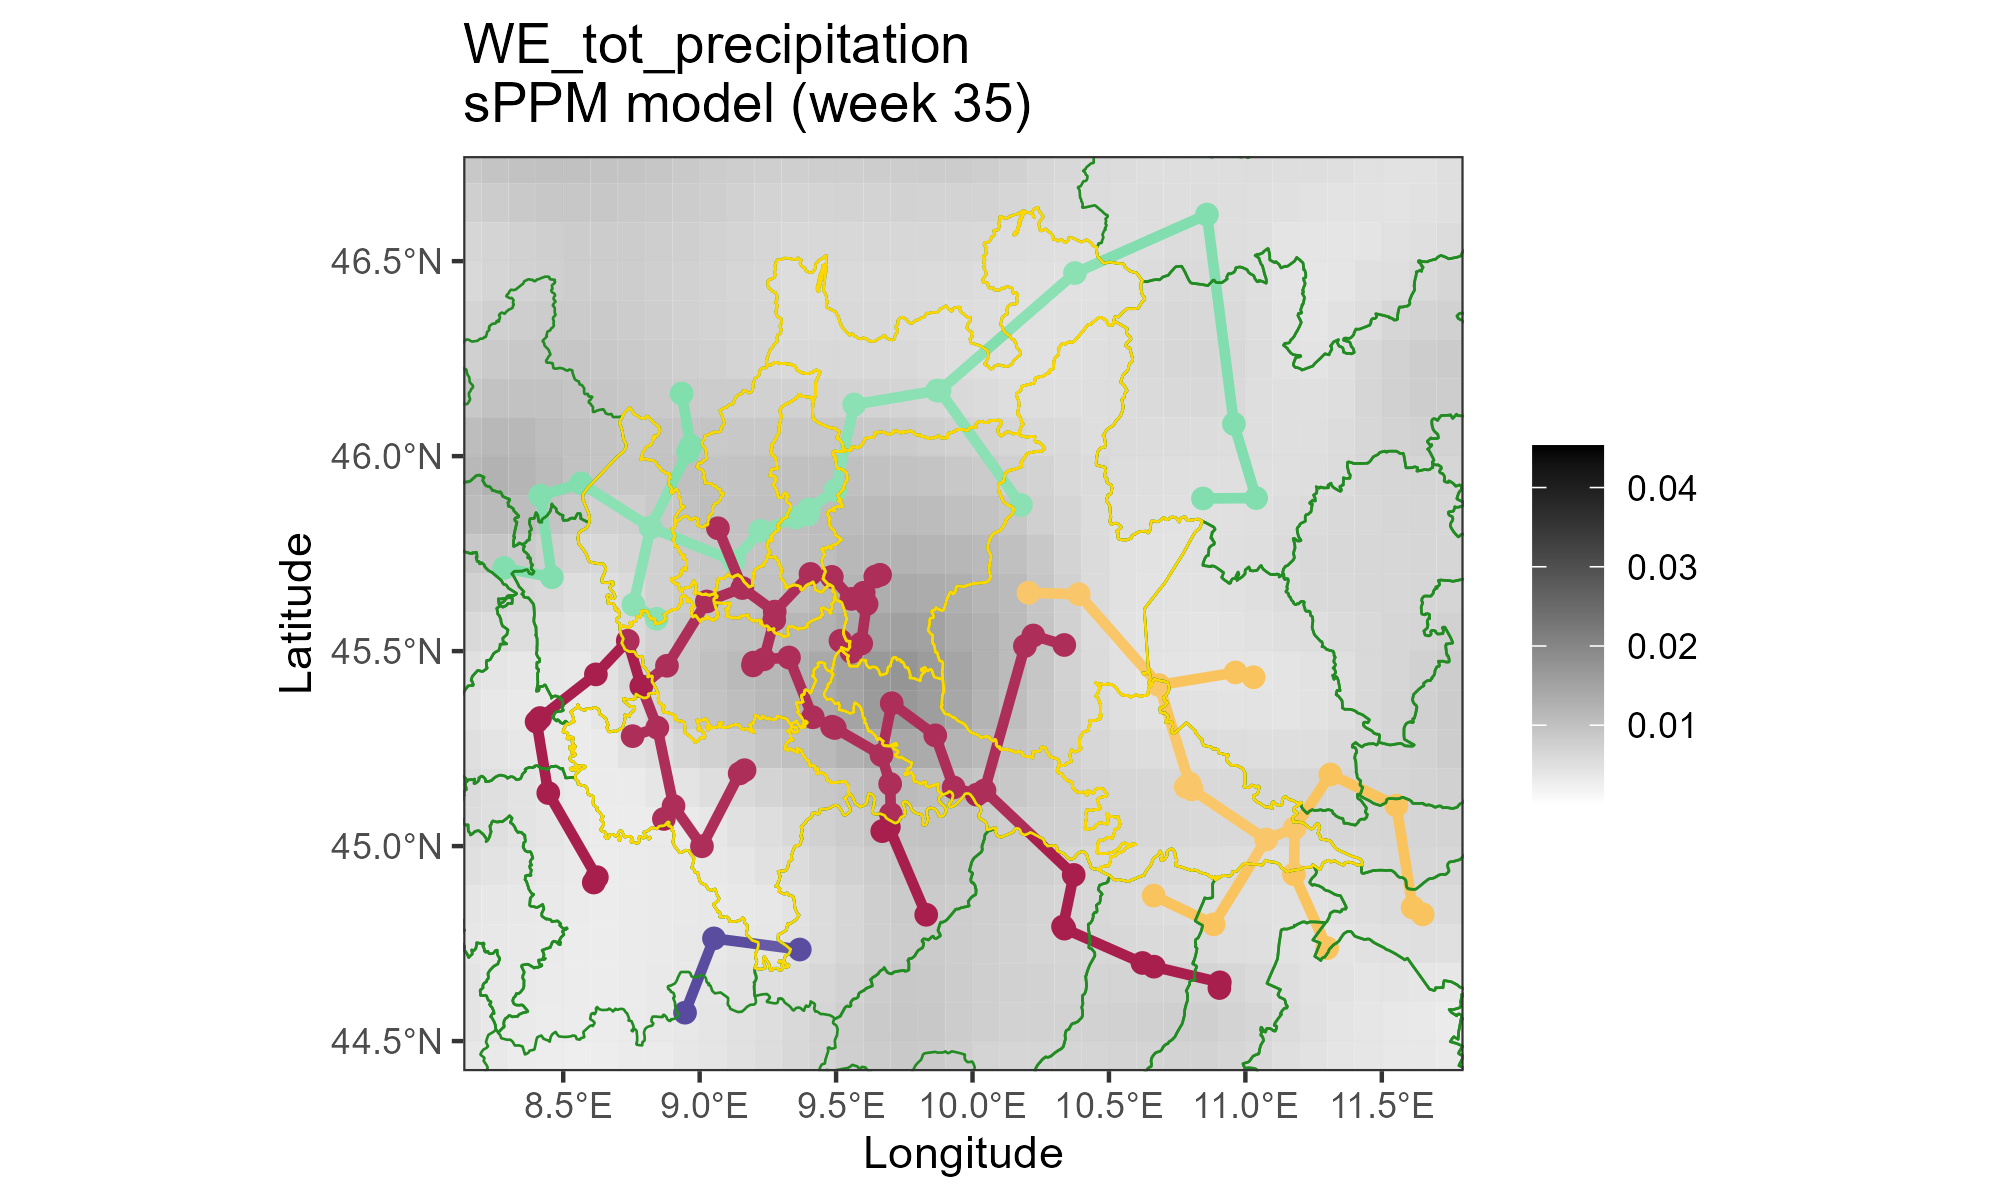 WE_tot_precipitation
sPPM model (week 35)
46.5°N
46.0°N
45.5°N
45.0°N
44.5°N
Latitude
8.5°E 9.0°E 9.5°E 10.0°E 10.5°E 11.0°E 11.5°E
Longitude
0.04
0.03
0.02
0.01